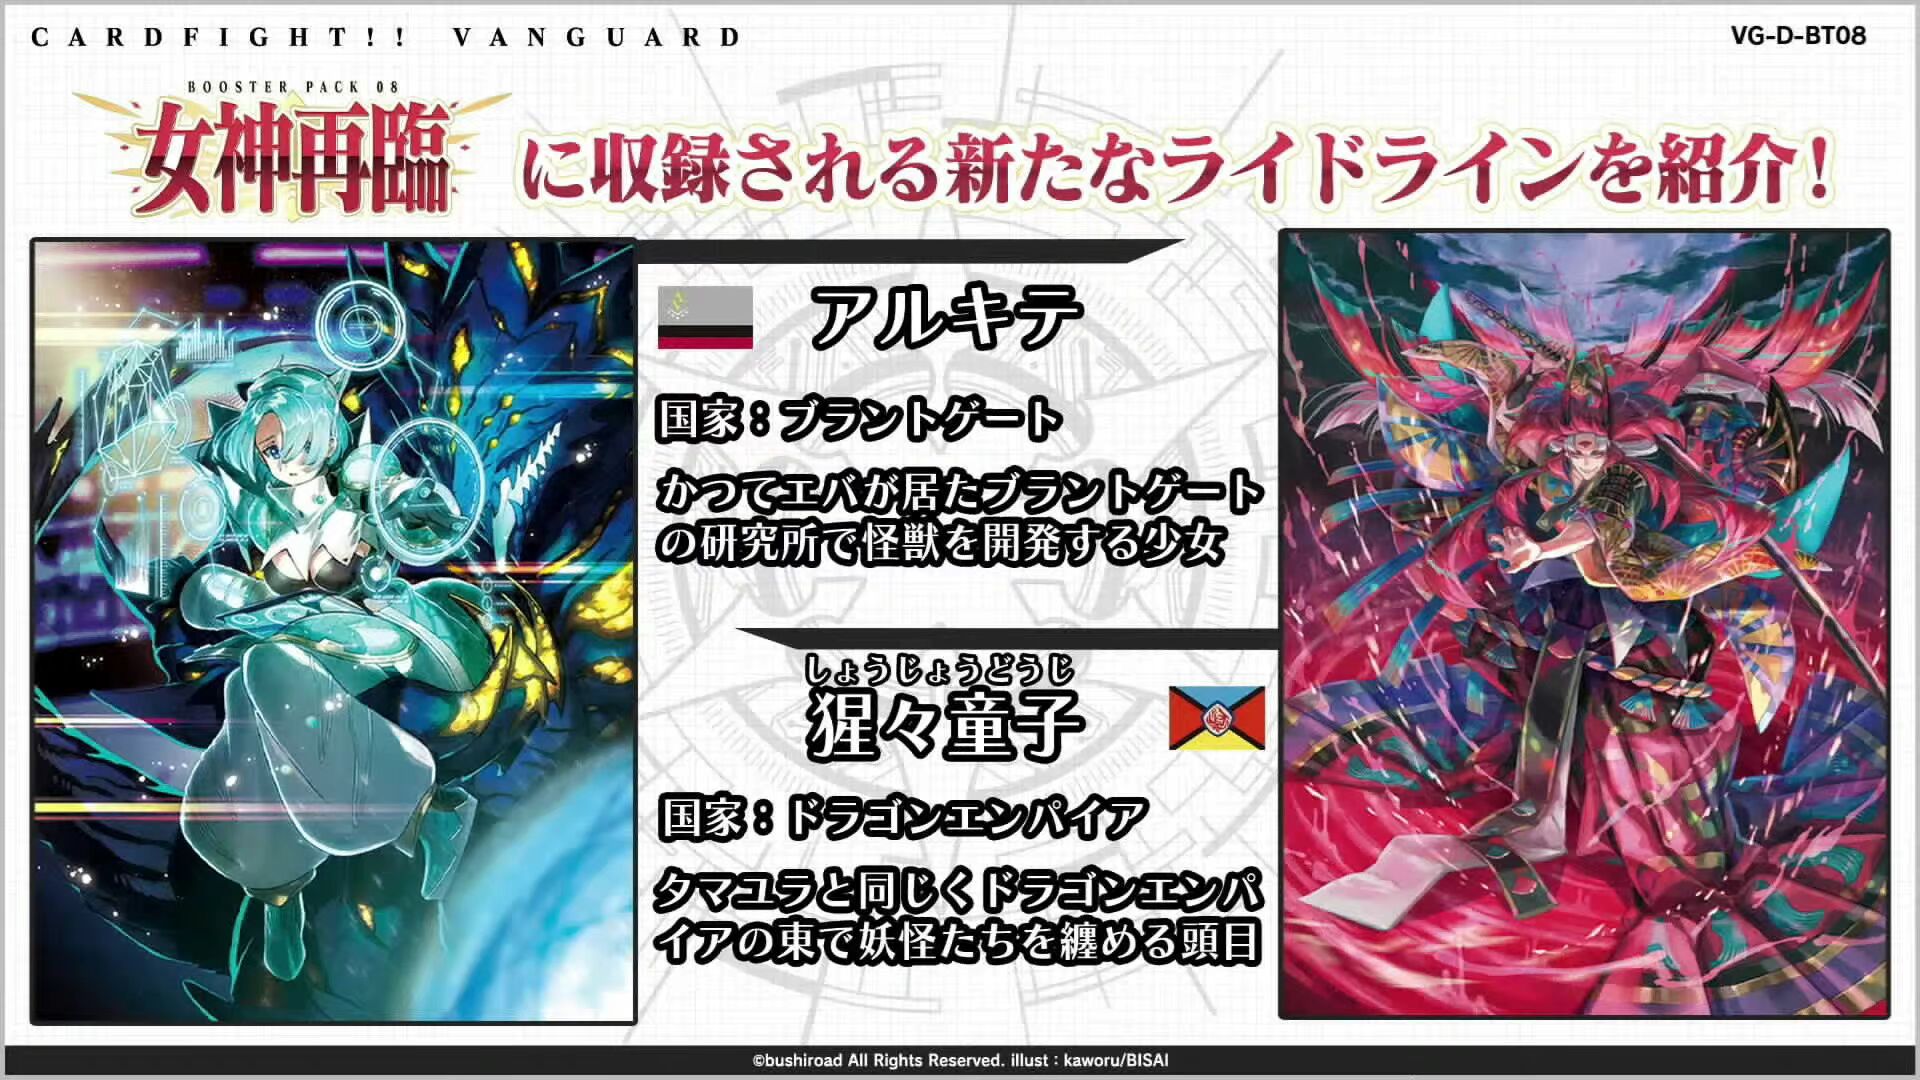 CARDFIGHT!! VANGUARD
VG-D-BT08
BOOSTER PACK 08
女神再臨
に収録される新たなライドラインを紹介!
アルキテ
国家：ブラントゲート
かつてエバが居たブラントゲート
の研究所で怪獣を開発する少女
しょうじょうどうじ
猩々童子
国家：ドラゴンエンパイア
タマユラと同じくドラゴンエンパ
イアの東で妖怪たちを纏める頭目
©bushiroad All Rights Reserved. illust：kaworu/BISAI